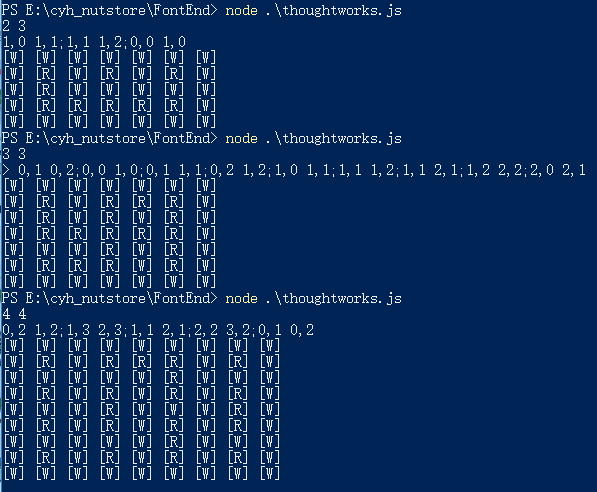 PS E:\cyh_nutstore\FontEnd> node .\thoughtworks.js
2 3
1,0 1,1;1,1 1,2;0,0 1,0
[W] [W] [W] [W] [W] [W] [W]
[W] [R] [W] [R] [W] [R] [W]
[W] [R] [W] [W] [W] [W] [W]
[W] [R] [R] [R] [R] [R] [W]
[W] [W] [W] [W] [W] [W] [W]
PS E:\cyh_nutstore\FontEnd> node .\thoughtworks.js
3 3
> 0,1 0,2;0,0 1,0;0,1 1,1;0,2 1,2;1,0 1,1;1,1 1,2;1,1 2,1;1,2 2,2;2,0 2,1
[W] [W] [W] [W] [W] [W] [W]
[W] [R] [W] [R] [R] [R] [W]
[W] [R] [W] [R] [W] [R] [W]
[W] [R] [R] [R] [R] [R] [W]
[W] [W] [W] [R] [W] [R] [W]
[W] [R] [R] [R] [W] [R] [W]
[W] [W] [W] [W] [W] [W] [W]
PS E:\cyh_nutstore\FontEnd> node .\thoughtworks.js
4 4
0,2 1,2;1,3 2,3;1,1 2,1;2,2 3,2;0,1 0,2
[W] [W] [W] [W] [W] [W] [W] [W] [W]
[W] [R] [W] [R] [R] [R] [W] [R] [W]
[W] [W] [W] [W] [W] [R] [W] [W] [W]
[W] [R] [W] [R] [W] [R] [W] [R] [W]
[W] [W] [W] [R] [W] [W] [W] [R] [W]
[W] [R] [W] [R] [W] [R] [W] [R] [W]
[W] [W] [W] [W] [W] [R] [W] [W] [W]
[W] [R] [W] [R] [W] [R] [W] [R] [W]
[W] [W] [W] [W] [W] [W] [W] [W] [W]